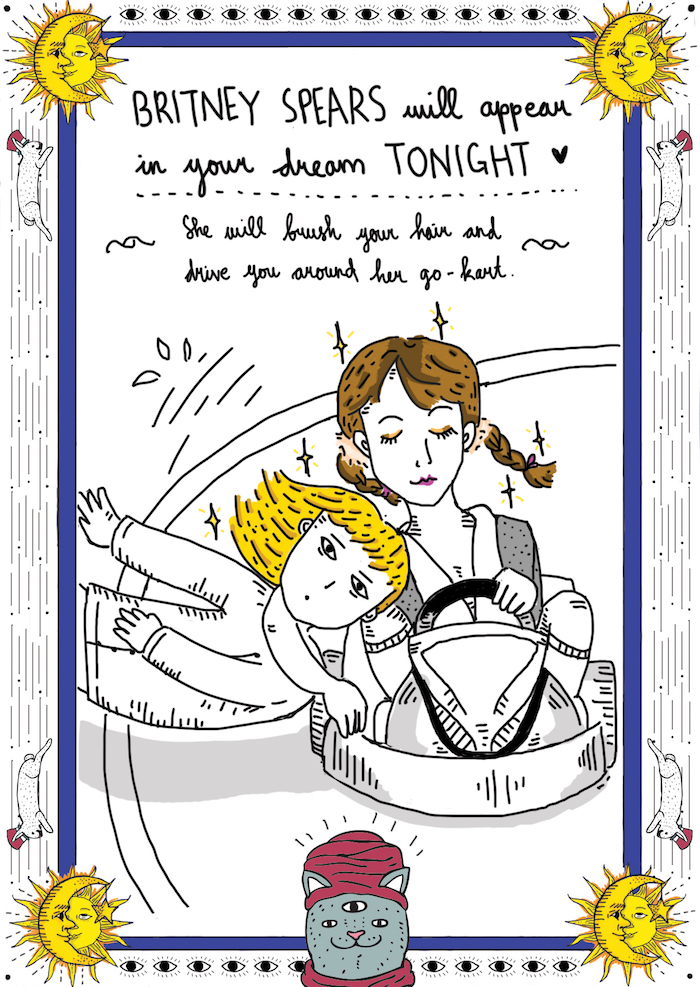 BRITNEY SPEARS will appear
in your dream TONIGHT ♥
She will brush your hair and
drive you around her go-kart.